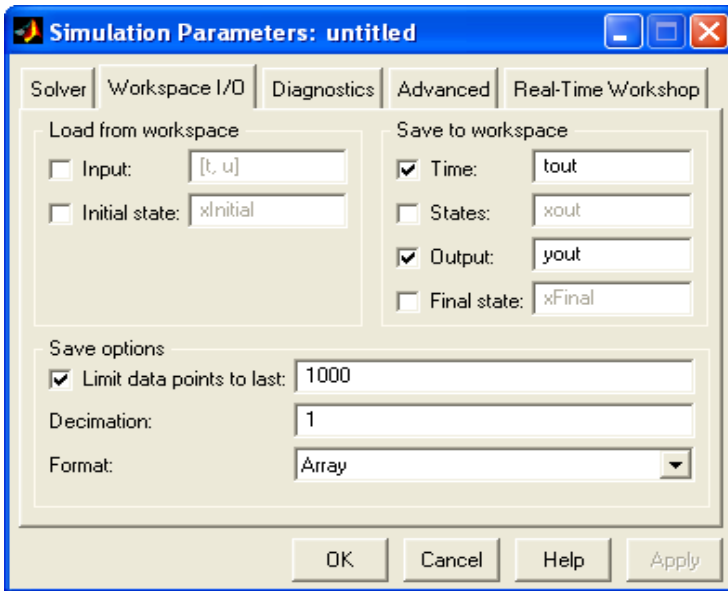 Simulation Parameters: untitled
Solver Workspace I/O Diagnostics Advanced Real-Time Workshop
Load from workspace
Input: [t, u]
Initial state: xInitial
Save to workspace
Time: tout
States: xout
Output: yout
Final state: xFinal
Save options
Limit data points to last: 1000
Decimation: 1
Format: Array
OK Cancel Help Apply